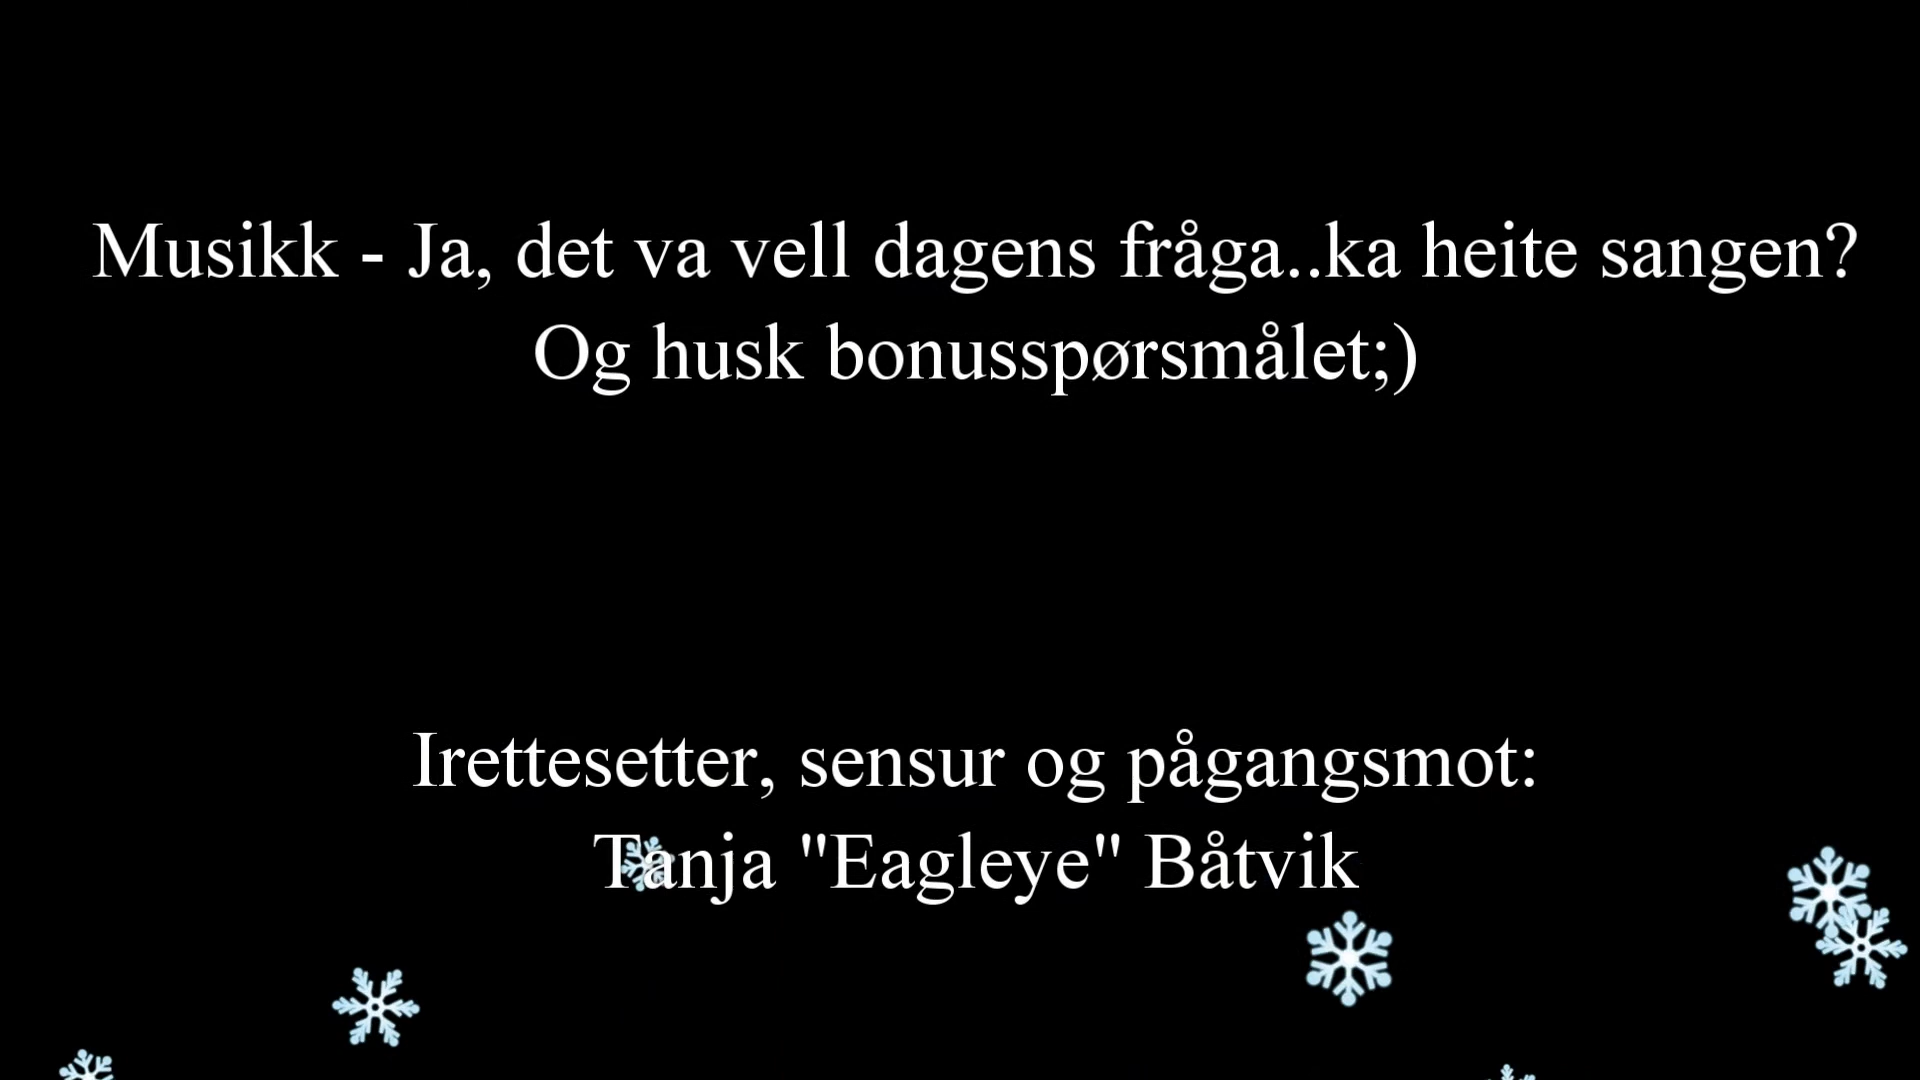 Musikk - Ja, det va vell dagens fråga..ka heite sangen?
Og husk bonusspørsmålet;)
Irettesetter, sensur og pågangsmot:
Tanja "Eagleye" Båtvik